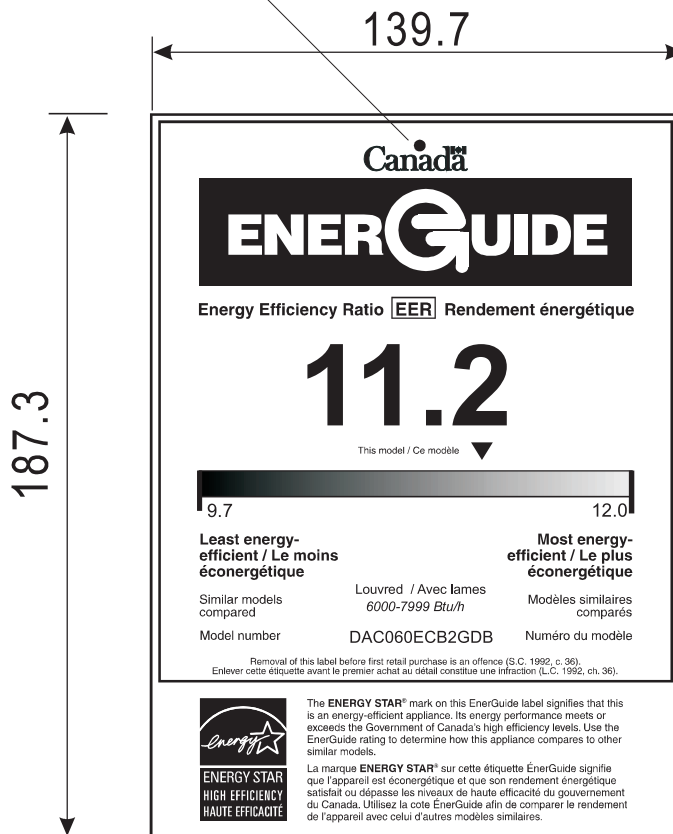 139.7
187.3
Canada
ENERGUIDE
Energy Efficiency Ratio EER Rendement énergétique
11.2
This model / Ce modèle
9.7 12.0
Least energy-
efficient / Le moins
éconergétique
Most energy-
efficient / Le plus
éconergétique
Similar models
compared
Louvred / Avec lames
6000-7999 Btu/h
Modèles similaires
comparés
Model number DAC060ECB2GDB Numéro du modèle
Removal of this label before first retail purchase is an offence (S.C. 1992, c. 36).
Enlever cette étiquette avant le premier achat au détail constitue une infraction (L.C. 1992, ch. 36).
energy
ENERGY STAR
HIGH EFFICIENCY
HAUTE EFFICACITÉ
The ENERGY STAR® mark on this EnerGuide label signifies that this
is an energy-efficient appliance. Its energy performance meets or
exceeds the Government of Canada's high efficiency levels. Use the
EnerGuide rating to determine how this appliance compares to other
similar models.
La marque ENERGY STAR® sur cette étiquette ÉnerGuide signifie
que l'appareil est éconergétique et que son rendement énergétique
satisfait ou dépasse les niveaux de haute efficacité du gouvernement
du Canada. Utilisez la cote ÉnerGuide afin de comparer le rendement
de l'appareil avec celui d'autres modèles similaires.